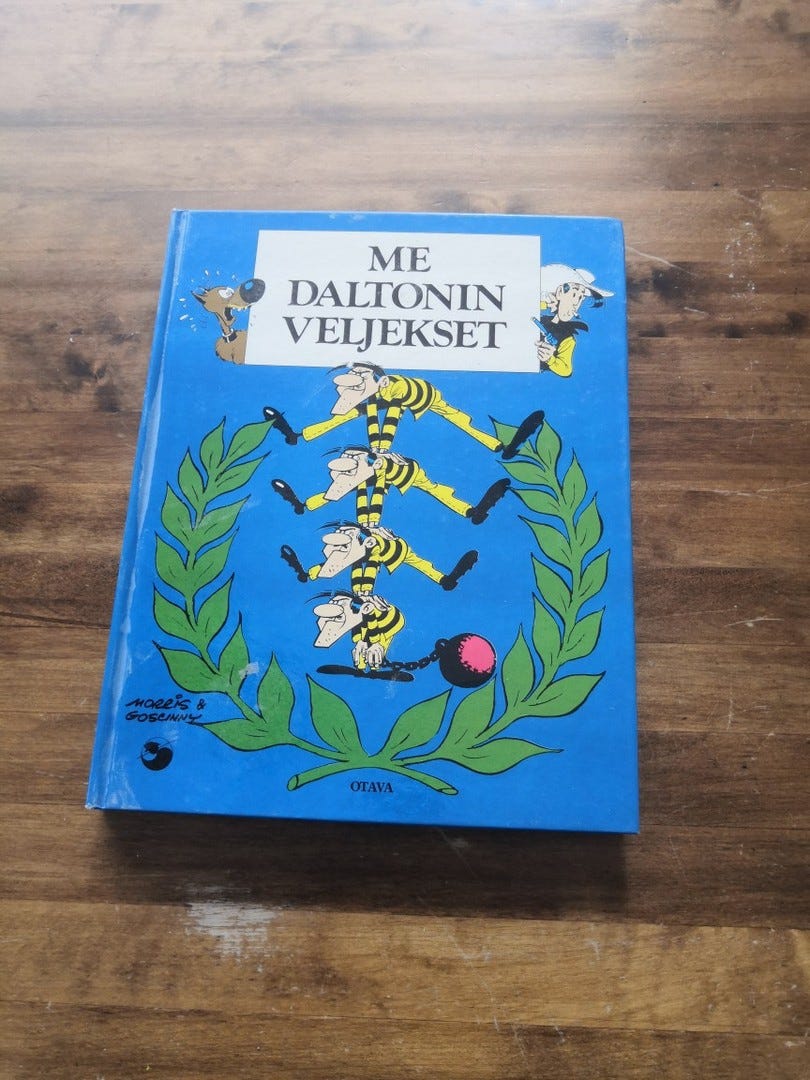 ME
DALTONIN
VELJEKSET
MORRIS &
GOSCINNY
OTAVA